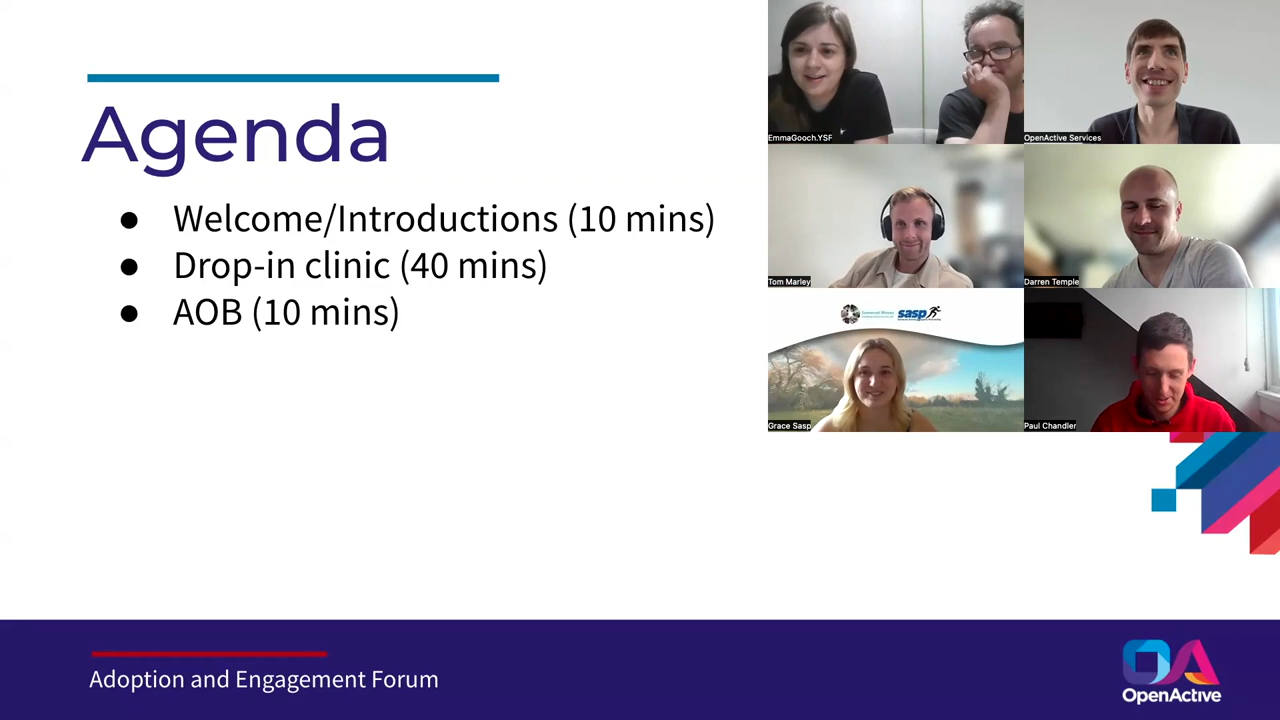 Agenda
● Welcome/Introductions (10 mins)
● Drop-in clinic (40 mins)
● AOB (10 mins)
EmmaGooch.YSF
OpenActive Services
Tom Marley
Darren Temple
sasp
Grace Sasp
Paul Chandler
Adoption and Engagement Forum
OA
OpenActive